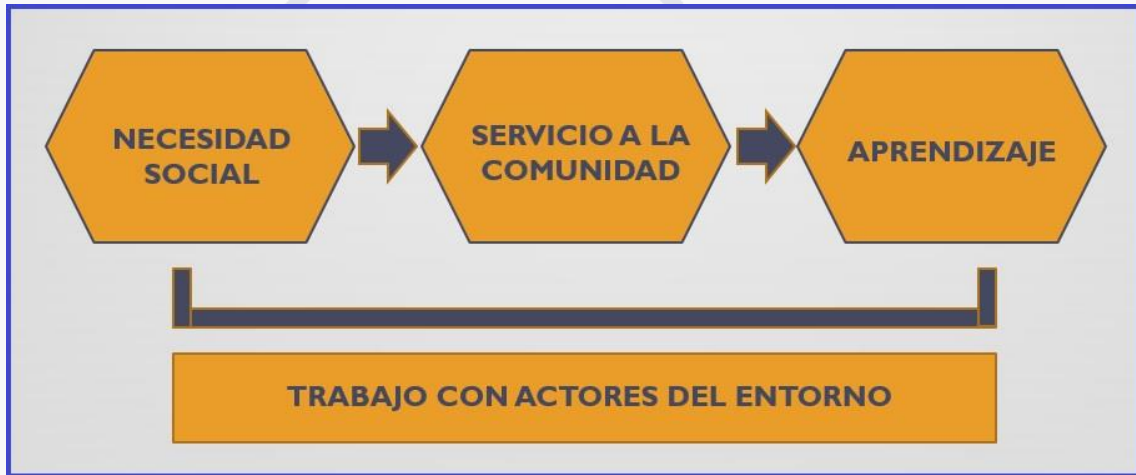 NECESIDAD
SOCIAL
SERVICIO A LA
COMUNIDAD
APRENDIZAJE
TRABAJO CON ACTORES DEL ENTORNO